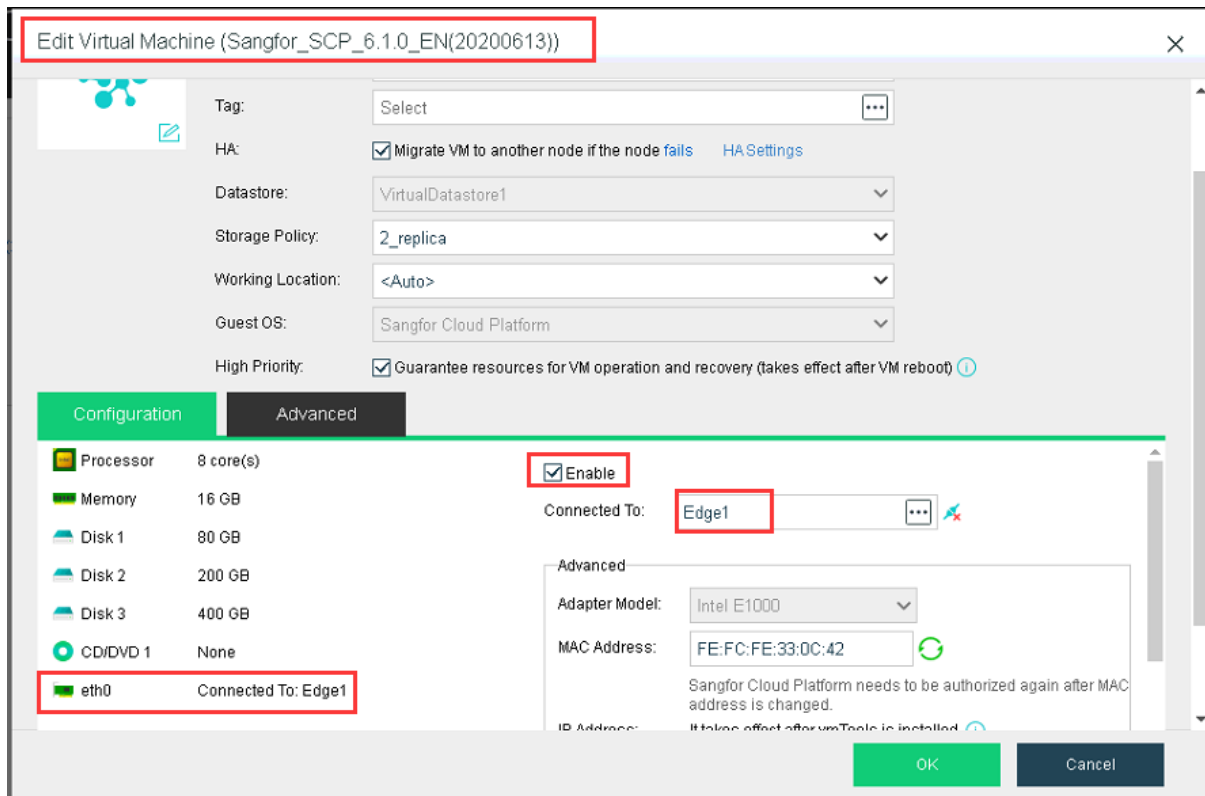 Edit Virtual Machine (Sangfor_SCP_6.1.0_EN(20200613))
Tag: Select
HA: Migrate VM to another node if the node fails HA Settings
Datastore: VirtualDatastore1
Storage Policy: 2_replica
Working Location: <Auto>
Guest OS: Sangfor Cloud Platform
High Priority: Guarantee resources for VM operation and recovery (takes effect after VM reboot)
Configuration Advanced
Processor 8 core(s)
Memory 16 GB
Disk 1 80 GB
Disk 2 200 GB
Disk 3 400 GB
CD/DVD 1 None
eth0 Connected To: Edge1
Enable
Connected To: Edge1
Advanced
Adapter Model: Intel E1000
MAC Address: FE:FC:FE:33:0C:42
Sangfor Cloud Platform needs to be authorized again after MAC
address is changed.
IP Address: It takes effect after vmTools is installed
OK Cancel